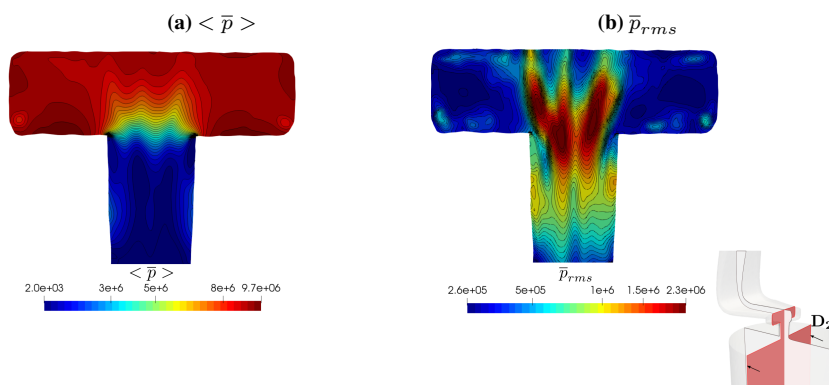 (a) < p̅ >
(b) p̅ rms
< p̅ >
2.0e+03 3e+6 5e+6 8e+6 9.7e+06
p̅ rms
2.6e+05 5e+05 1e+6 1.5e+6 2.3e+06
D₂